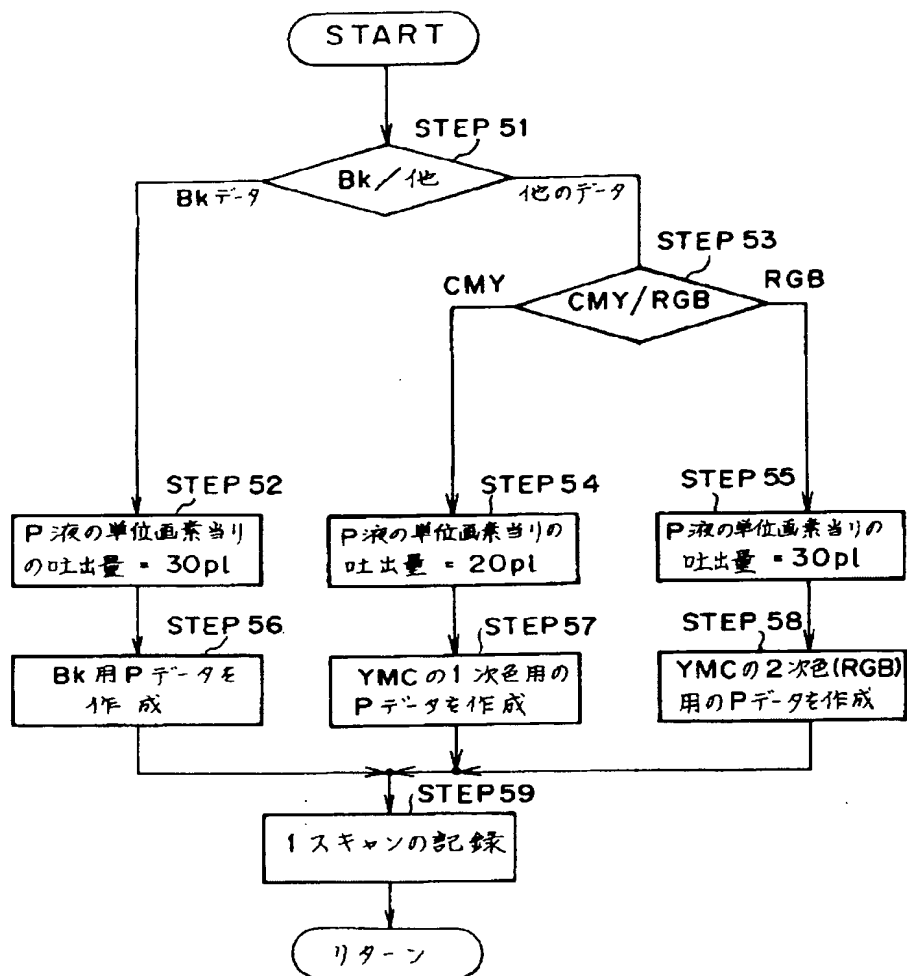 START
STEP 51
Bk/他
Bkデータ
他のデータ
STEP 53
CMY
CMY/RGB
RGB
STEP 52
P液の単位画素当り
の吐出量 = 30pl
STEP 54
P液の単位画素当りの
吐出量 = 20pl
STEP 55
P液の単位画素当りの
吐出量 = 30pl
STEP 56
Bk用Pデータを
作成
STEP57
YMCの1次色用の
Pデータを作成
STEP 58
YMCの2次色(RGB)
用のPデータを作成
STEP59
1スキャンの記録
リターン